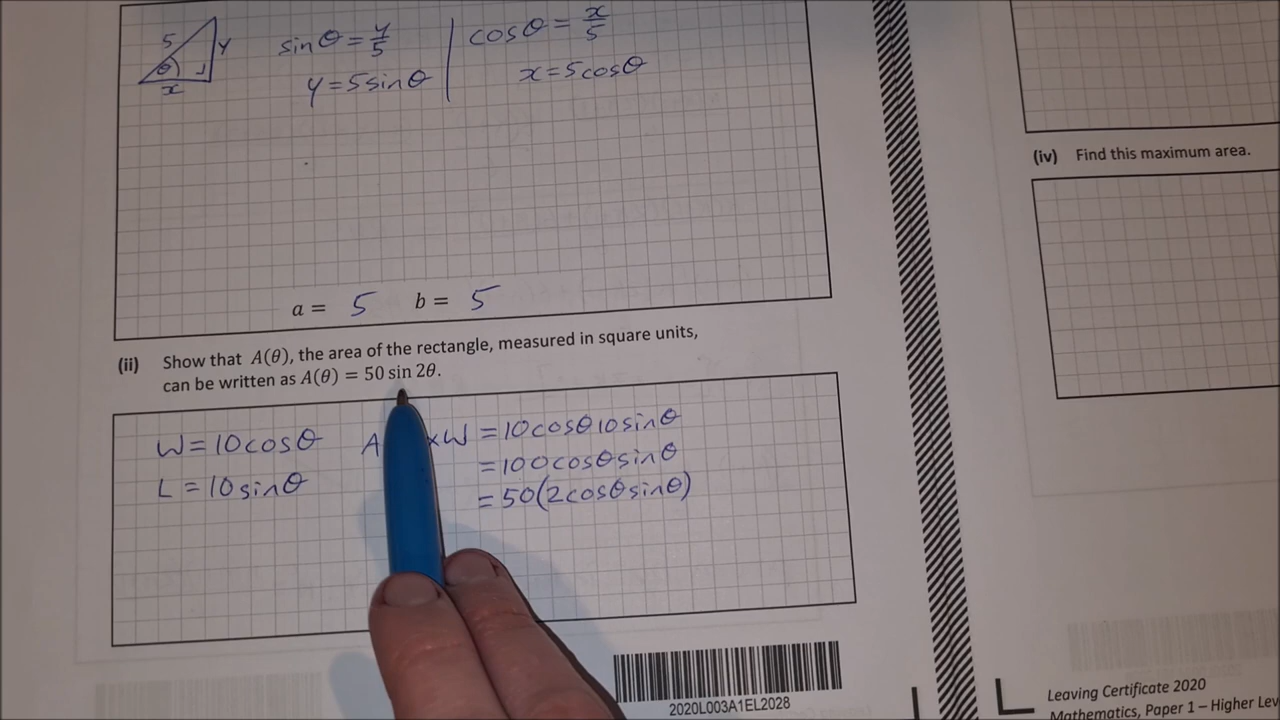 5 y θ x
sinθ = y/5
y = 5sinθ
cosθ = x/5
x = 5cosθ
a = 5 b = 5
(ii) Show that A(θ), the area of the rectangle, measured in square units,
can be written as A(θ) = 50 sin 2θ.
W = 10cosθ
L = 10sinθ
A ×W = 10cosθ10sinθ
= 100cosθsinθ
= 50(2cosθsinθ)
2020L003A1EL2028
(iv) Find this maximum area.
Leaving Certificate 2020
Mathematics, Paper 1 – Higher